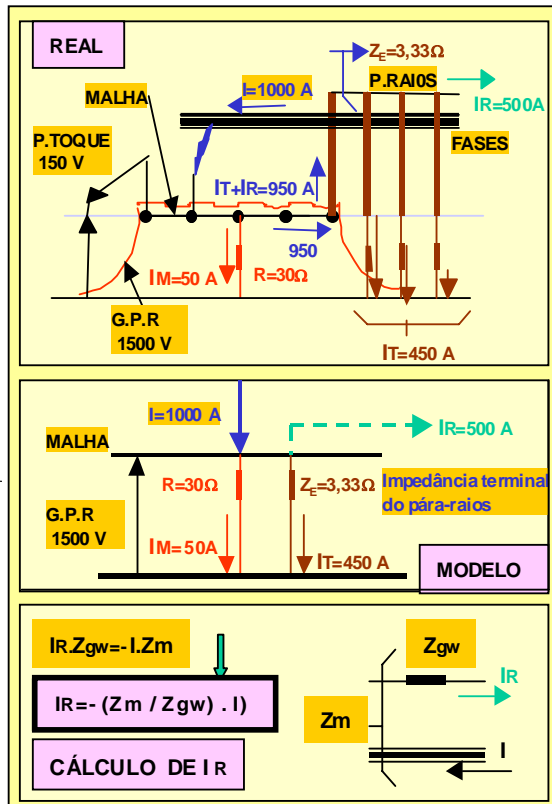 REAL
ZE=3,33Ω
P.RAI0S
I=1000 A
IR=500A
MALHA
FASES
P.TOQUE
150 V
IT+IR=950 A
950
IM=50 A
R=30Ω
G.P.R
1500 V
IT=450 A
I=1000 A
IR=500 A
MALHA
R=30Ω
ZE=3,33Ω
Impedância terminal
do pára-raios
G.P.R
1500 V
IM=50A
IT=450 A
MODELO
IR.Zgw=-I.Zm
Zgw
IR
IR=- (Zm / Zgw) . I)
Zm
I
CÁLCULO DE I R